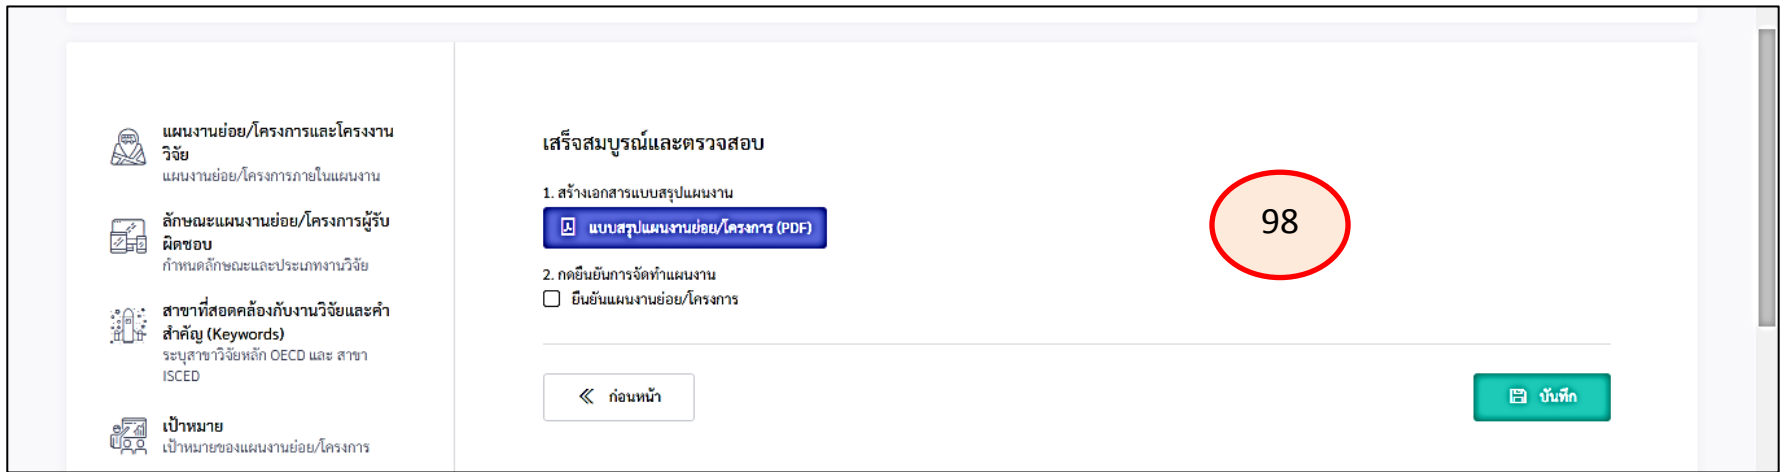 แผนงานย่อย/โครงการและโครงงาน
วิจัย
แผนงานย่อย/โครงการภายในแผนงาน
ลักษณะแผนงานย่อย/โครงการผู้รับ
ผิดชอบ
กำหนดลักษณะและประเภทงานวิจัย
สาขาที่สอดคล้องกับงานวิจัยและคำ
สำคัญ (Keywords)
ระบุสาขาวิจัยหลัก OECD และ สาขา
ISCED
เป้าหมาย
เป้าหมายของแผนงานย่อย/โครงการ
เสร็จสมบูรณ์และตรวจสอบ
1. สร้างเอกสารแบบสรุปแผนงาน
แบบสรุปแผนงานย่อย/โครงการ (PDF)
2. กดยืนยันการจัดทำแผนงาน
ยืนยันแผนงานย่อย/โครงการ
98
ก่อนหน้า
บันทึก